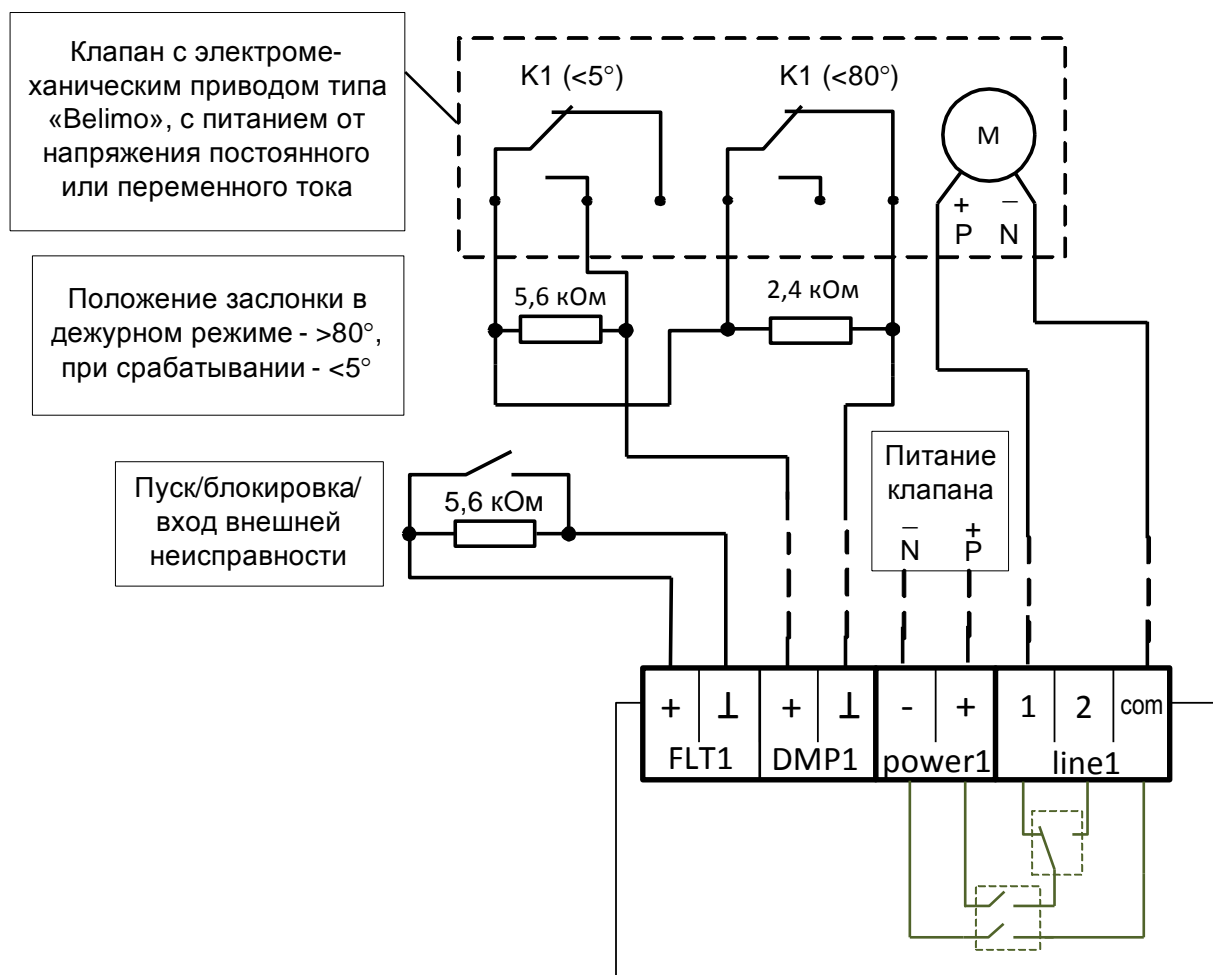 Клапан с электроме-
ханическим приводом типа
«Belimo», с питанием от
напряжения постоянного
или переменного тока
K1 (<5°)
K1 (<80°)
M
+
−
P
N
Положение заслонки в
дежурном режиме - >80°,
при срабатывании - <5°
5,6 кОм
2,4 кОм
Пуск/блокировка/
вход внешней
неисправности
5,6 кОм
Питание
клапана
−
+
N
P
+ ⊥ + ⊥ - + 1 2 com
FLT1 DMP1 power1 line1